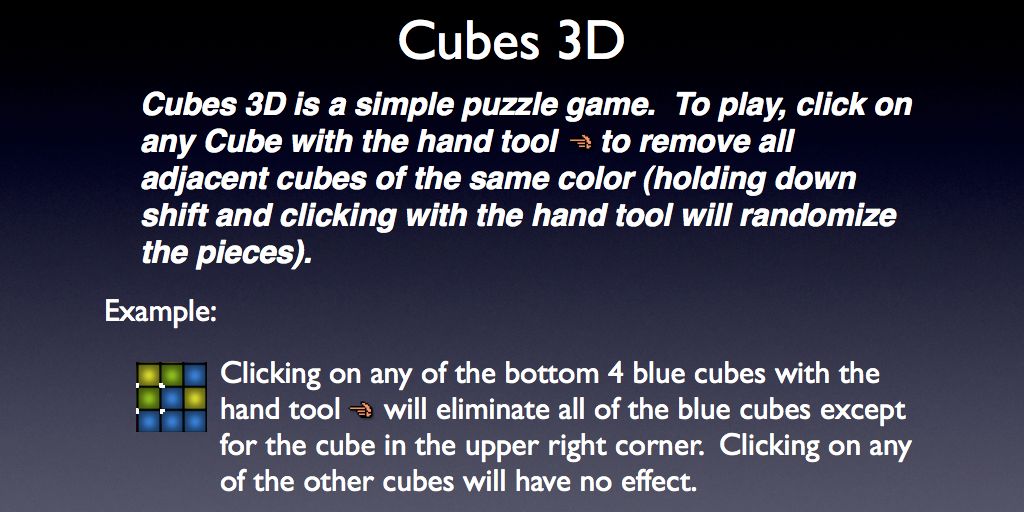 Cubes 3D
Cubes 3D is a simple puzzle game.  To play, click on
any Cube with the hand tool to remove all
adjacent cubes of the same color (holding down
shift and clicking with the hand tool will randomize
the pieces).
Example:
Clicking on any of the bottom 4 blue cubes with the
hand tool will eliminate all of the blue cubes except
for the cube in the upper right corner.  Clicking on any
of the other cubes will have no effect.